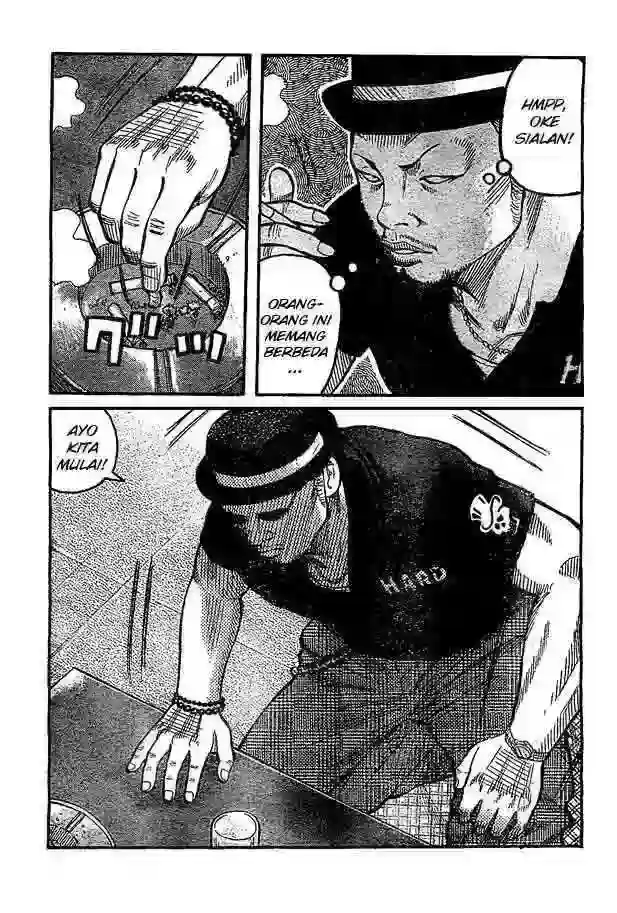 HMPP,
OKE
SIALAN!
ORANG-
ORANG INI
MEMANG
BERBEDA
...
H
AYO
KITA
MULAI!
HARD